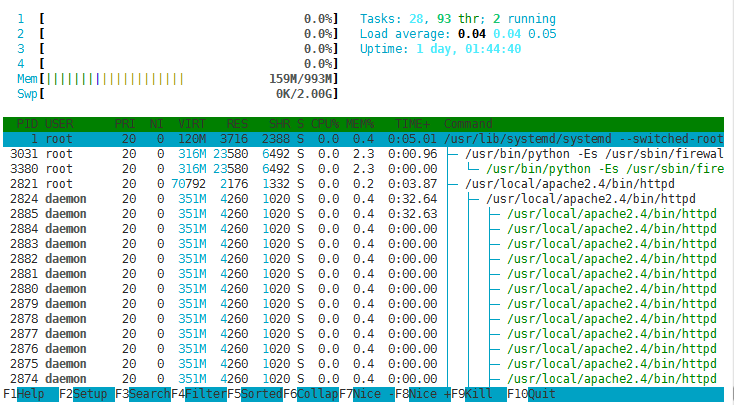 1 [ 0.0%] Tasks: 28, 93 thr; 2 running
2 [ 0.0%] Load average: 0.04 0.04 0.05
3 [ 0.0%] Uptime: 1 day, 01:44:40
4 [ 0.0%]
Mem[|||||||||||||||||||| 159M/993M]
Swp[ 0K/2.00G]
PID USER PRI NI VIRT RES SHR S CPU% MEM% TIME+ Command
1 root 20 0 120M 3716 2388 S 0.0 0.4 0:05.01 /usr/lib/systemd/systemd --switched-root
3031 root 20 0 316M 23580 6492 S 0.0 2.3 0:00.96 ├─ /usr/bin/python -Es /usr/sbin/firewal
3380 root 20 0 316M 23580 6492 S 0.0 2.3 0:00.00 │ └─ /usr/bin/python -Es /usr/sbin/fire
2821 root 20 0 70792 2176 1332 S 0.0 0.2 0:03.87 ├─ /usr/local/apache2.4/bin/httpd
2824 daemon 20 0 351M 4260 1020 S 0.0 0.4 0:32.64 │ ├─ /usr/local/apache2.4/bin/httpd
2885 daemon 20 0 351M 4260 1020 S 0.0 0.4 0:32.63 │ │ ├─ /usr/local/apache2.4/bin/httpd
2884 daemon 20 0 351M 4260 1020 S 0.0 0.4 0:00.00 │ │ ├─ /usr/local/apache2.4/bin/httpd
2883 daemon 20 0 351M 4260 1020 S 0.0 0.4 0:00.00 │ │ ├─ /usr/local/apache2.4/bin/httpd
2882 daemon 20 0 351M 4260 1020 S 0.0 0.4 0:00.00 │ │ ├─ /usr/local/apache2.4/bin/httpd
2881 daemon 20 0 351M 4260 1020 S 0.0 0.4 0:00.00 │ │ ├─ /usr/local/apache2.4/bin/httpd
2880 daemon 20 0 351M 4260 1020 S 0.0 0.4 0:00.00 │ │ ├─ /usr/local/apache2.4/bin/httpd
2879 daemon 20 0 351M 4260 1020 S 0.0 0.4 0:00.00 │ │ ├─ /usr/local/apache2.4/bin/httpd
2878 daemon 20 0 351M 4260 1020 S 0.0 0.4 0:00.00 │ │ ├─ /usr/local/apache2.4/bin/httpd
2877 daemon 20 0 351M 4260 1020 S 0.0 0.4 0:00.00 │ │ ├─ /usr/local/apache2.4/bin/httpd
2876 daemon 20 0 351M 4260 1020 S 0.0 0.4 0:00.00 │ │ ├─ /usr/local/apache2.4/bin/httpd
2875 daemon 20 0 351M 4260 1020 S 0.0 0.4 0:00.00 │ │ ├─ /usr/local/apache2.4/bin/httpd
2874 daemon 20 0 351M 4260 1020 S 0.0 0.4 0:00.00 │ │ ├─ /usr/local/apache2.4/bin/httpd
F1Help F2Setup F3SearchF4FilterF5SortedF6CollapF7Nice -F8Nice +F9Kill F10Quit